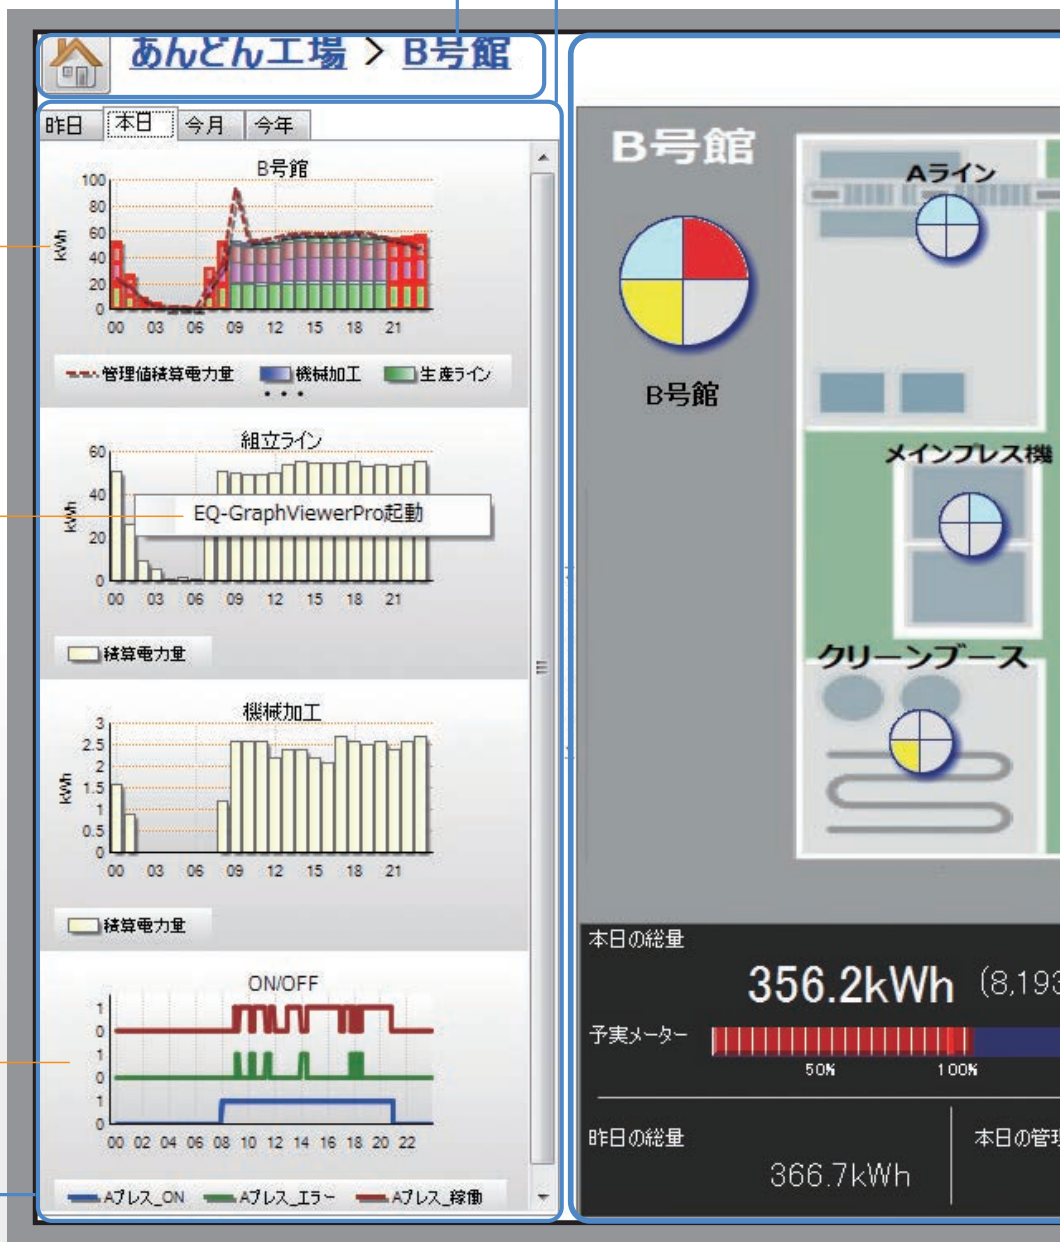 あんどん工場 > B号館
昨日 本日 今月 今年
B号館
100
80
60
40
20
0
kWh
00 03 06 09 12 15 18 21
管理値積算電力量 機械加工 生産ライン
・・・
組立ライン
60
40
20
0
kWh
EQ-GraphViewerPro起動
00 03 06 09 12 15 18 21
積算電力量
機械加工
3
2.5
2
1.5
1
0.5
0
kWh
00 03 06 09 12 15 18 21
積算電力量
ON/OFF
1
0
1
0
1
0
00 02 04 06 08 10 12 14 16 18 20 22
Aプレス_ON Aプレス_エラー Aプレス_稼働
B号館
B号館
Aライン
メインプレス機
クリーンブース
本日の総量
356.2kWh (8,193
予実メーター
50% 100%
昨日の総量
366.7kWh
本日の管理